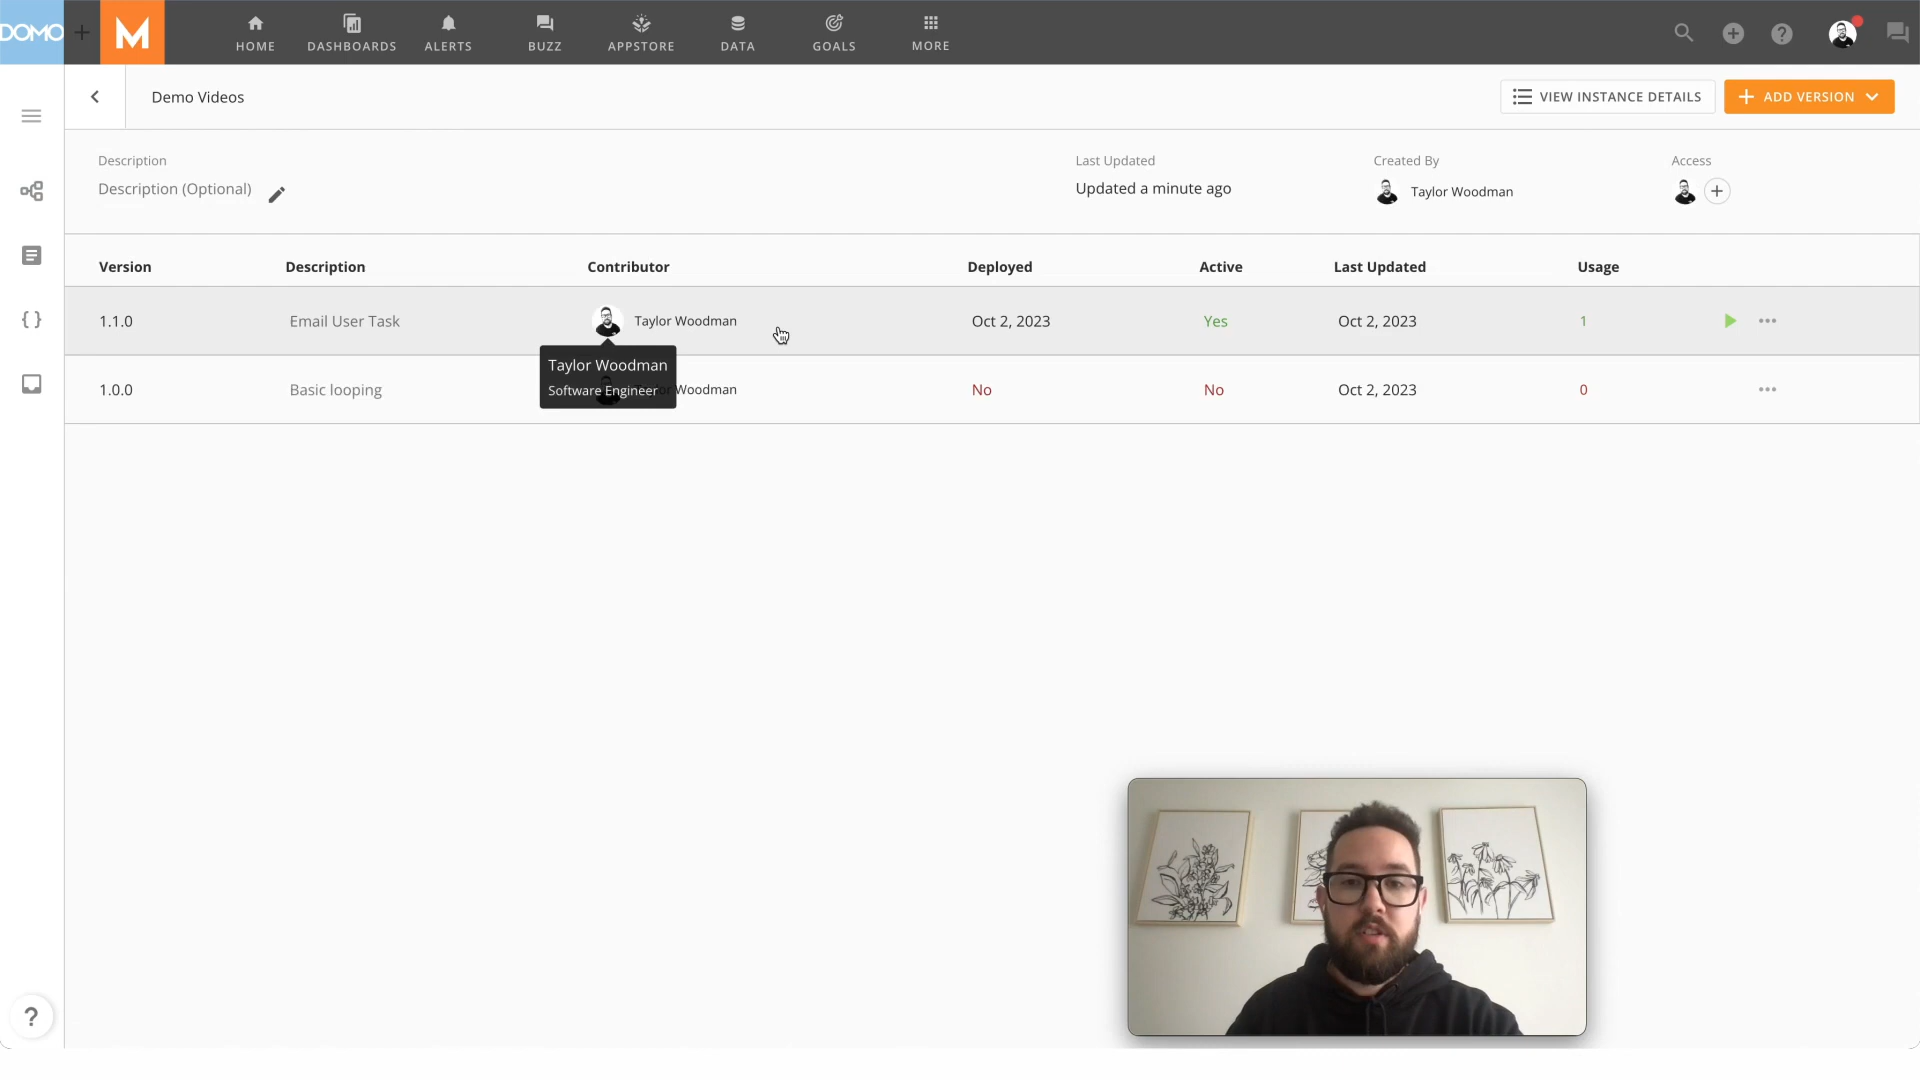 DOMO
M
HOME
DASHBOARDS
ALERTS
BUZZ
APPSTORE
DATA
GOALS
MORE
Demo Videos
VIEW INSTANCE DETAILS
+ ADD VERSION
Description
Last Updated
Created By
Access
Description (Optional)
Updated a minute ago
Taylor Woodman
Version Description Contributor Deployed Active Last Updated Usage
1.1.0 Email User Task Taylor Woodman Oct 2, 2023 Yes Oct 2, 2023 1
Taylor Woodman
Software Engineer
1.0.0 Basic looping Woodman No No Oct 2, 2023 0
?